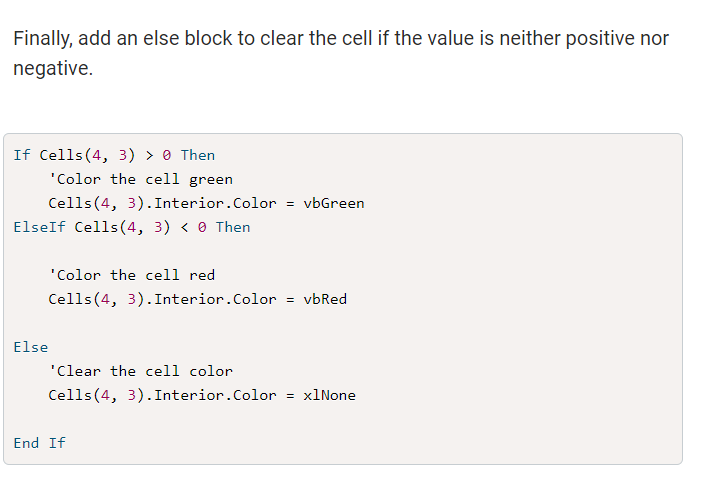 Finally, add an else block to clear the cell if the value is neither positive nor
negative.
If Cells(4, 3) > 0 Then
    'Color the cell green
    Cells(4, 3).Interior.Color = vbGreen
ElseIf Cells(4, 3) < 0 Then
    'Color the cell red
    Cells(4, 3).Interior.Color = vbRed
Else
    'Clear the cell color
    Cells(4, 3).Interior.Color = xlNone
End If